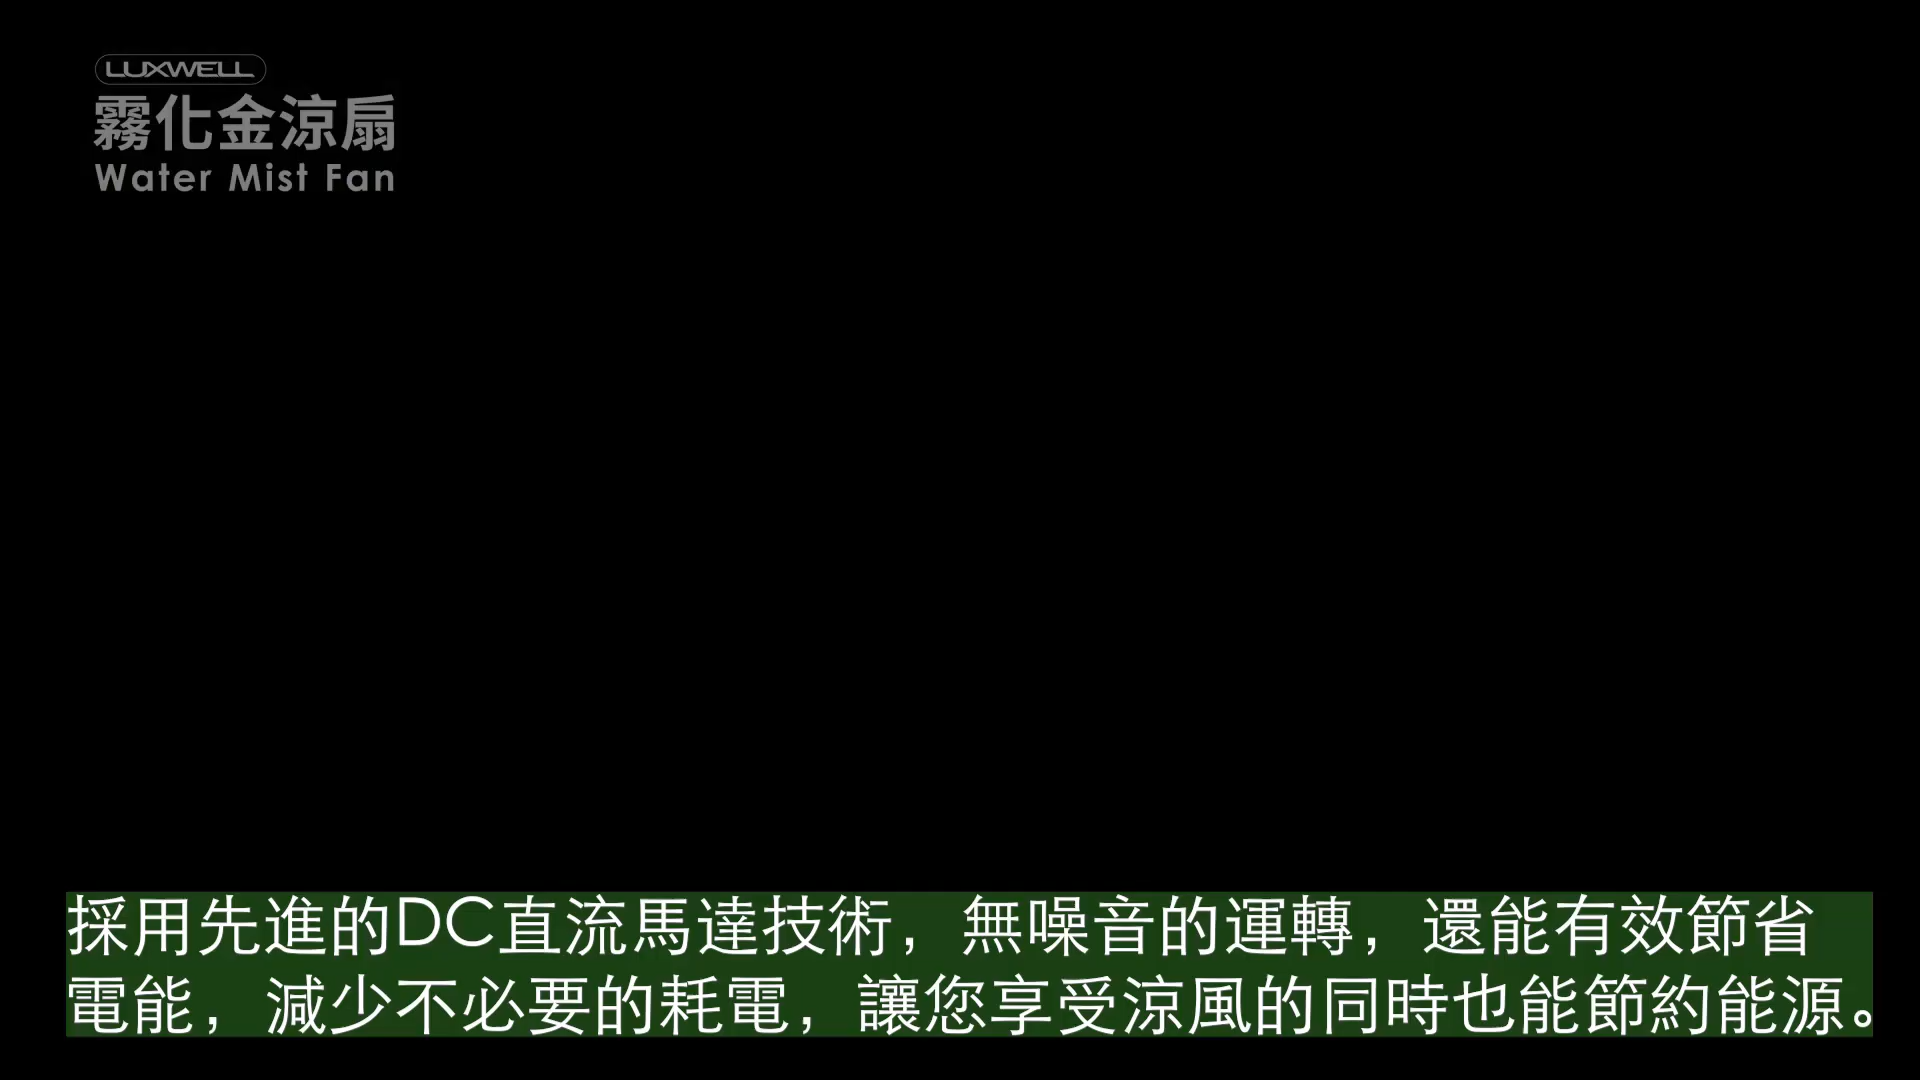 LUXWELL
霧化金涼扇
Water Mist Fan
採用先進的DC直流馬達技術，無噪音的運轉，還能有效節省
電能，減少不必要的耗電，讓您享受涼風的同時也能節約能源。